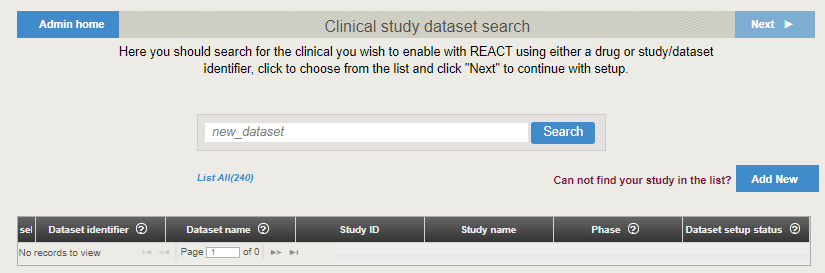 Admin home
Clinical study dataset search
Next
Here you should search for the clinical you wish to enable with REACT using either a drug or study/dataset
identifier, click to choose from the list and click "Next" to continue with setup.
new_dataset
Search
List All(240)
Can not find your study in the list?
Add New
sel Dataset identifier ? Dataset name ? Study ID Study name Phase ? Dataset setup status ?
No records to view Page 1 of 0